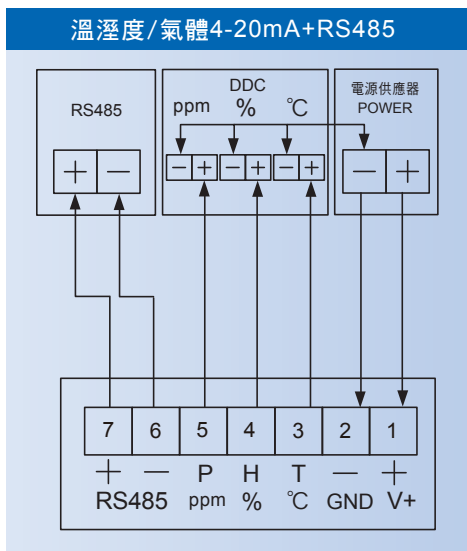 溫溼度/氣體4-20mA+RS485
RS485
DDC
ppm % ℃
電源供應器
POWER
+ −
− + − + − +
− +
7 6 5 4 3 2 1
+ − P H T − +
RS485 ppm % ℃ GND V+